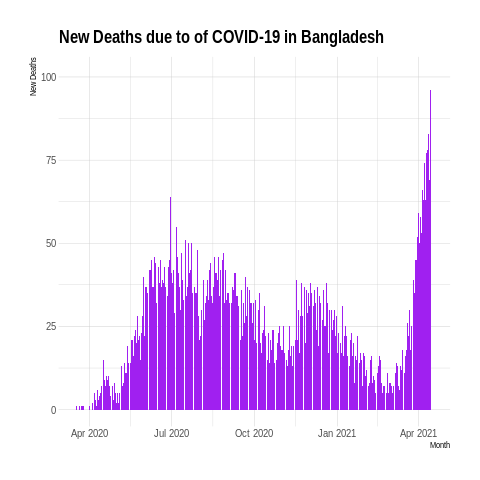 New Deaths due to of COVID-19 in Bangladesh
New Deaths
100
75
50
25
0
Apr 2020 Jul 2020 Oct 2020 Jan 2021 Apr 2021
Month